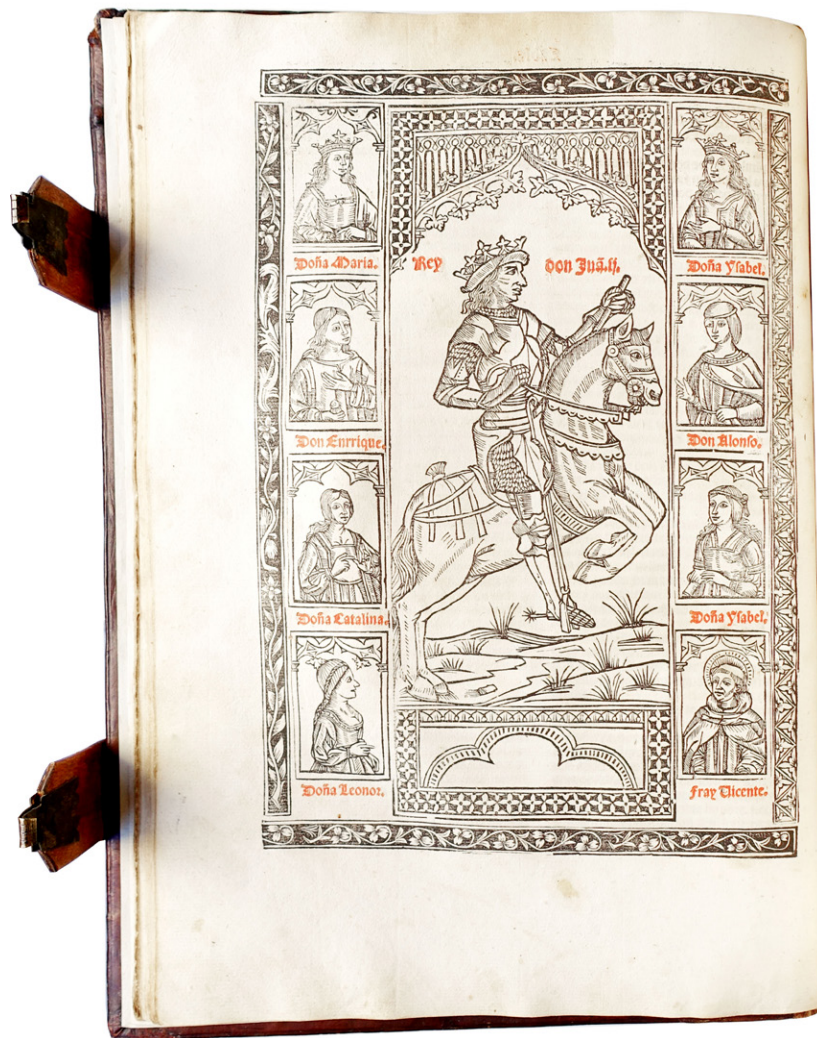 Doña Maria.
Rey don Juã.ij.
Doña Ysabel.
Don Enrrique.
Don Alonso.
Doña Catalina.
Doña Ysabel.
Doña Leonor.
Fray Vicente.